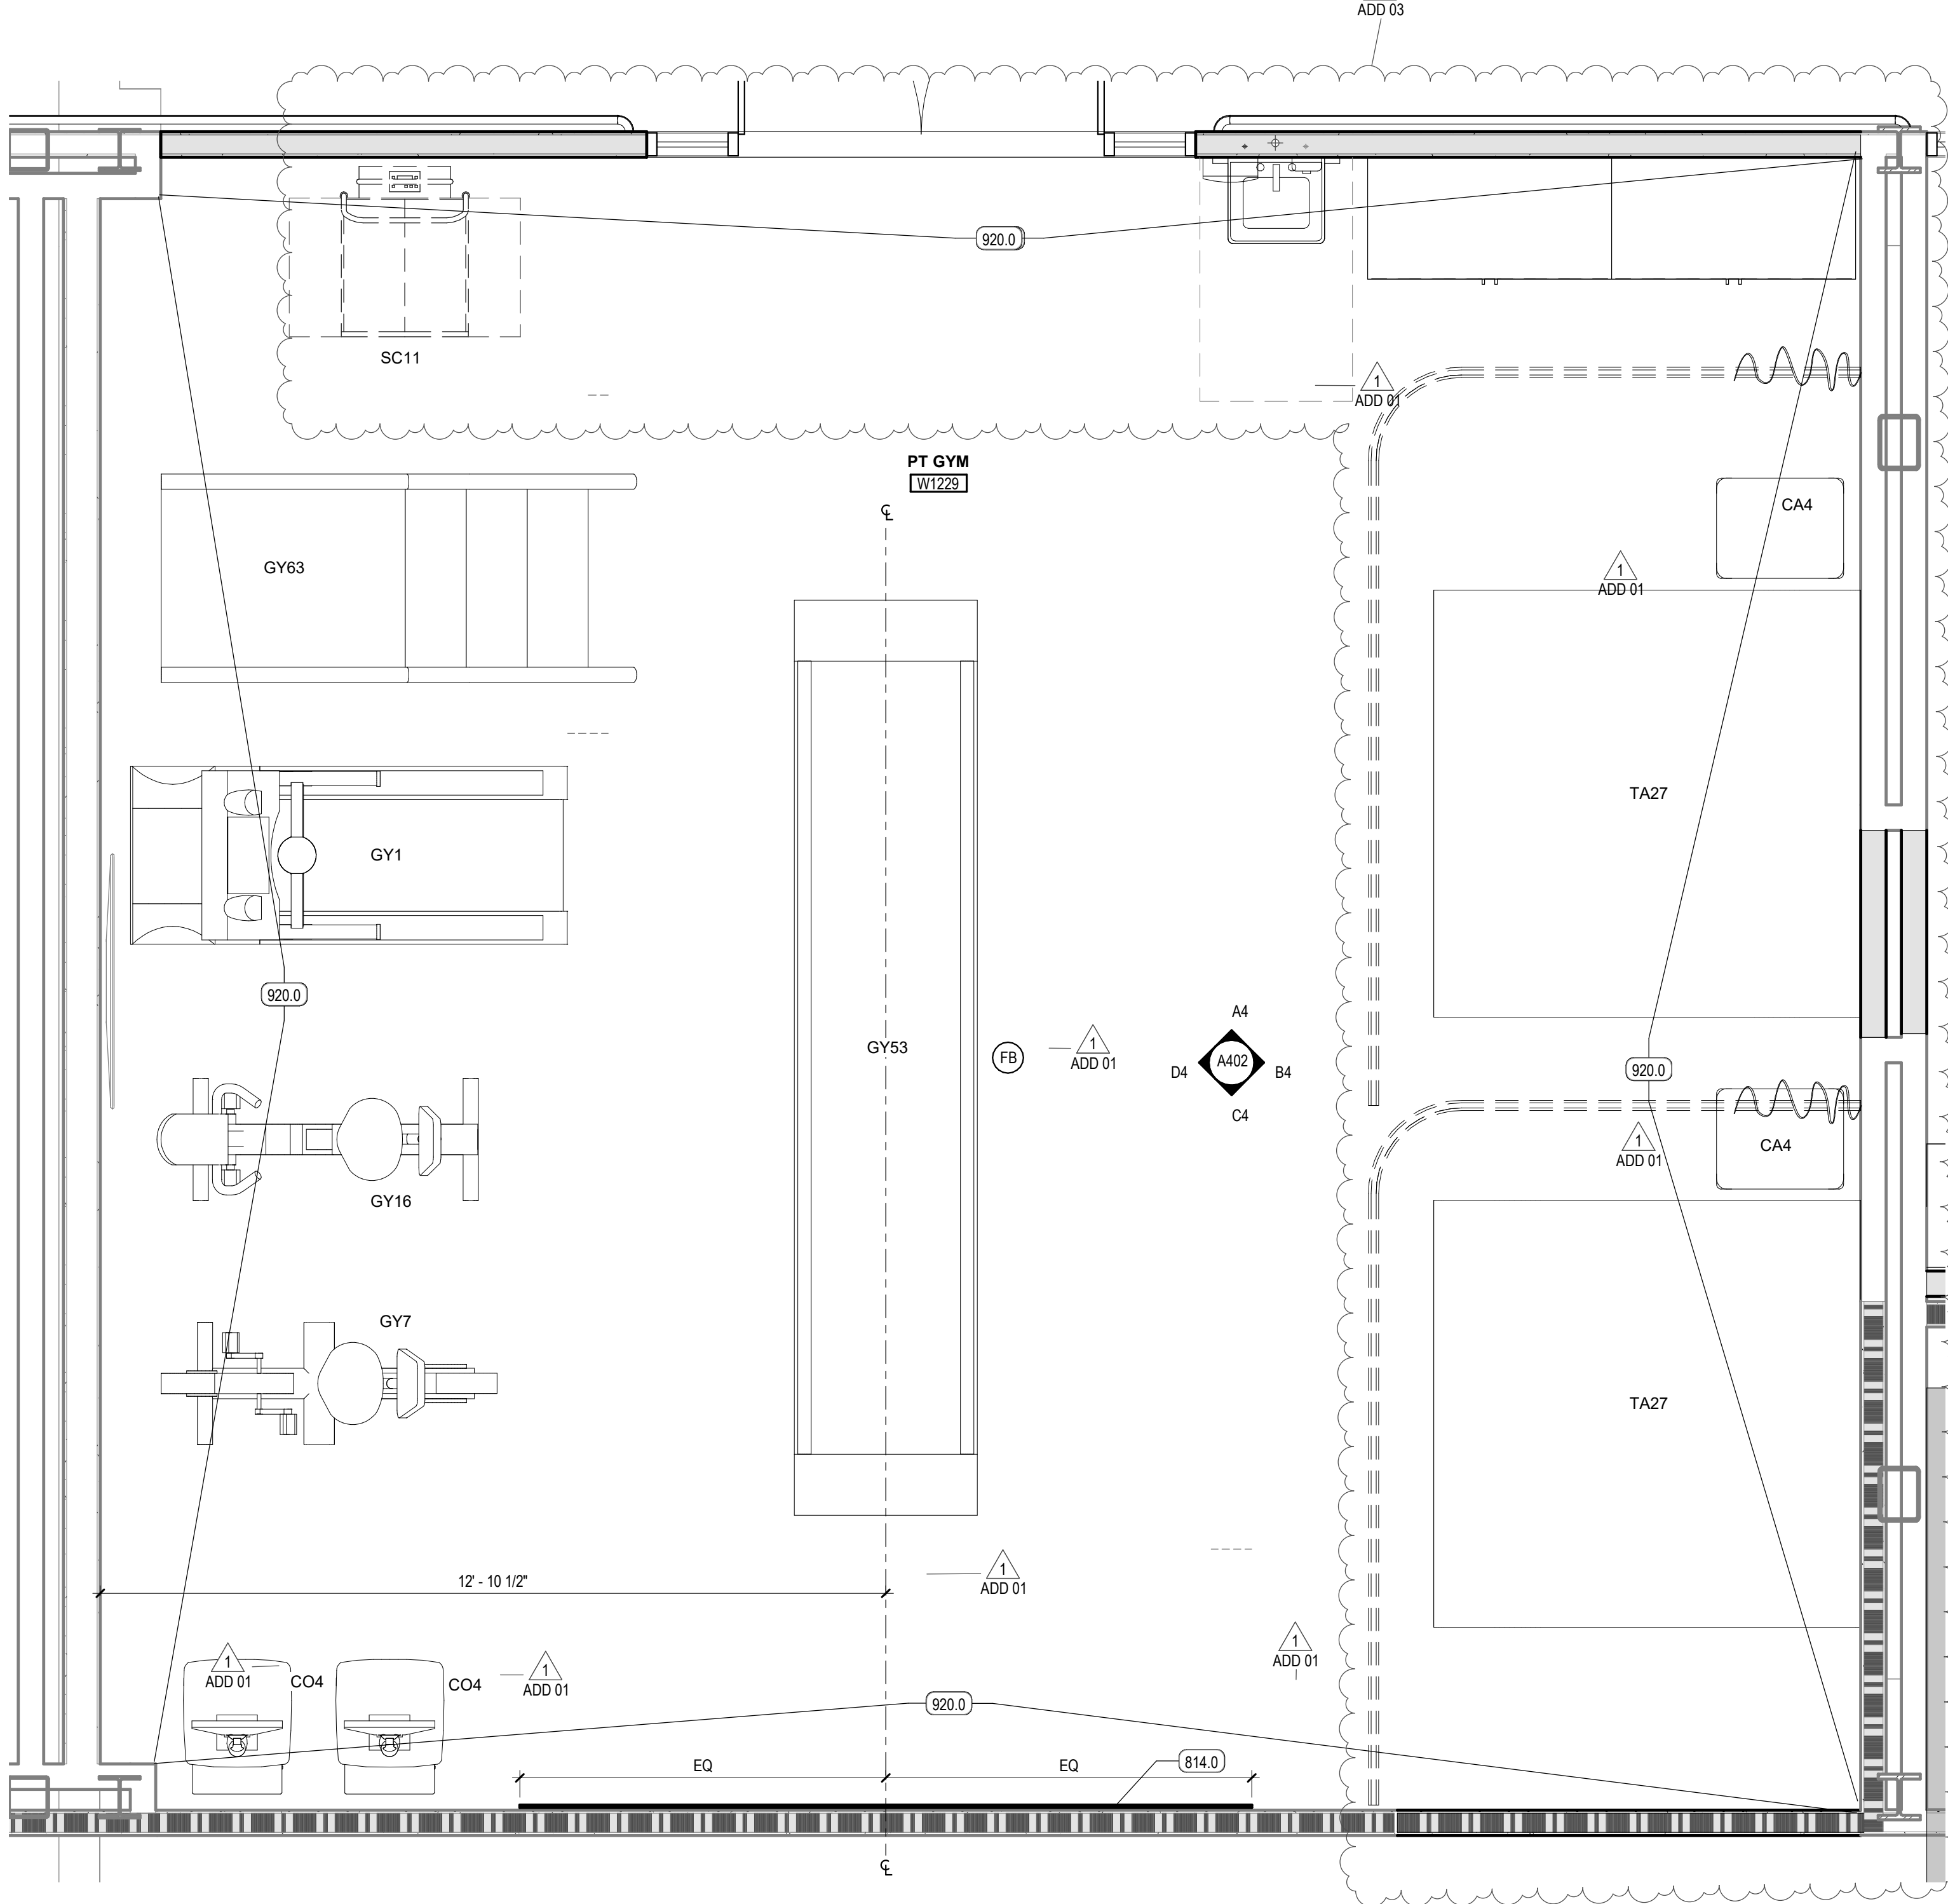 ADD 03
920.0
SC11
1
ADD 01
PT GYM
W1229
℄
CA4
GY63
1
ADD 01
TA27
GY1
920.0
A4
GY53
FB
1
ADD 01
D4
A402
B4
C4
920.0
1
ADD 01
CA4
GY16
GY7
TA27
12' - 10 1/2"
1
ADD 01
1
ADD 01
1
ADD 01
CO4
CO4
1
ADD 01
920.0
EQ
EQ
814.0
℄